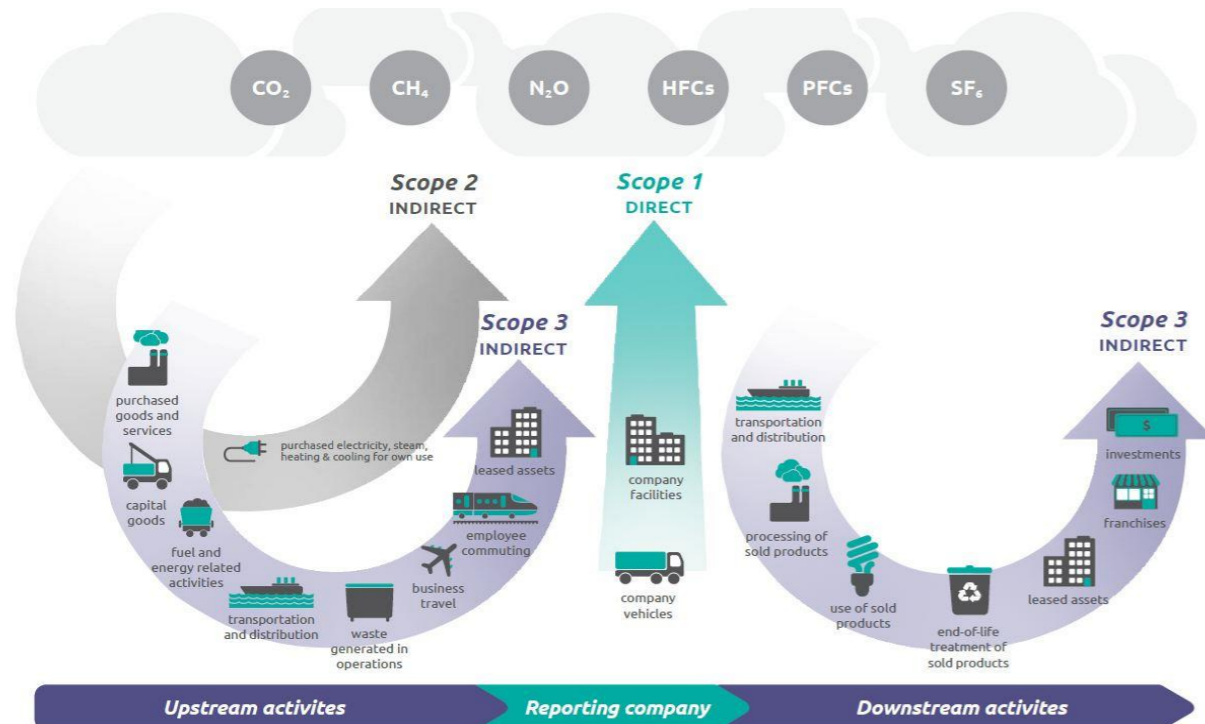 CO₂
CH₄
N₂O
HFCs
PFCs
SF₆
Scope 2
INDIRECT
Scope 1
DIRECT
Scope 3
INDIRECT
Scope 3
INDIRECT
purchased
goods and
services
capital
goods
fuel and
energy related
activities
transportation
and distribution
waste
generated in
operations
business
travel
employee
commuting
leased assets
purchased electricity, steam,
heating & cooling for own use
company
facilities
company
vehicles
transportation
and distribution
processing of
sold products
use of sold
products
end-of-life
treatment of
sold products
leased assets
franchises
$
investments
Upstream activites
Reporting company
Downstream activites